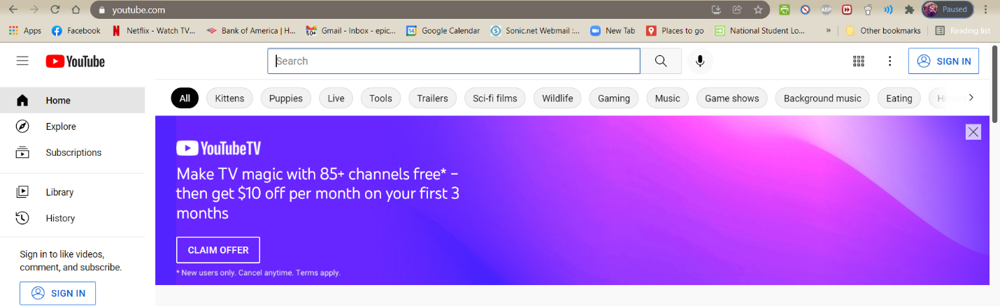 youtube.com
ABP
Paused
Apps
Facebook
Netflix - Watch TV...
Bank of America | H...
50+
Gmail - Inbox - epic...
14
Google Calendar
S
Sonic.net Webmail :...
New Tab
Places to go
National Student Lo...
»
Other bookmarks
Reading list
YouTube
Search
SIGN IN
Home
Explore
Subscriptions
Library
History
Sign in to like videos,
comment, and subscribe.
SIGN IN
All
Kittens
Puppies
Live
Tools
Trailers
Sci-fi films
Wildlife
Gaming
Music
Game shows
Background music
Eating
History
YouTubeTV
Make TV magic with 85+ channels free* –
then get $10 off per month on your first 3
months
CLAIM OFFER
* New users only. Cancel anytime. Terms apply.